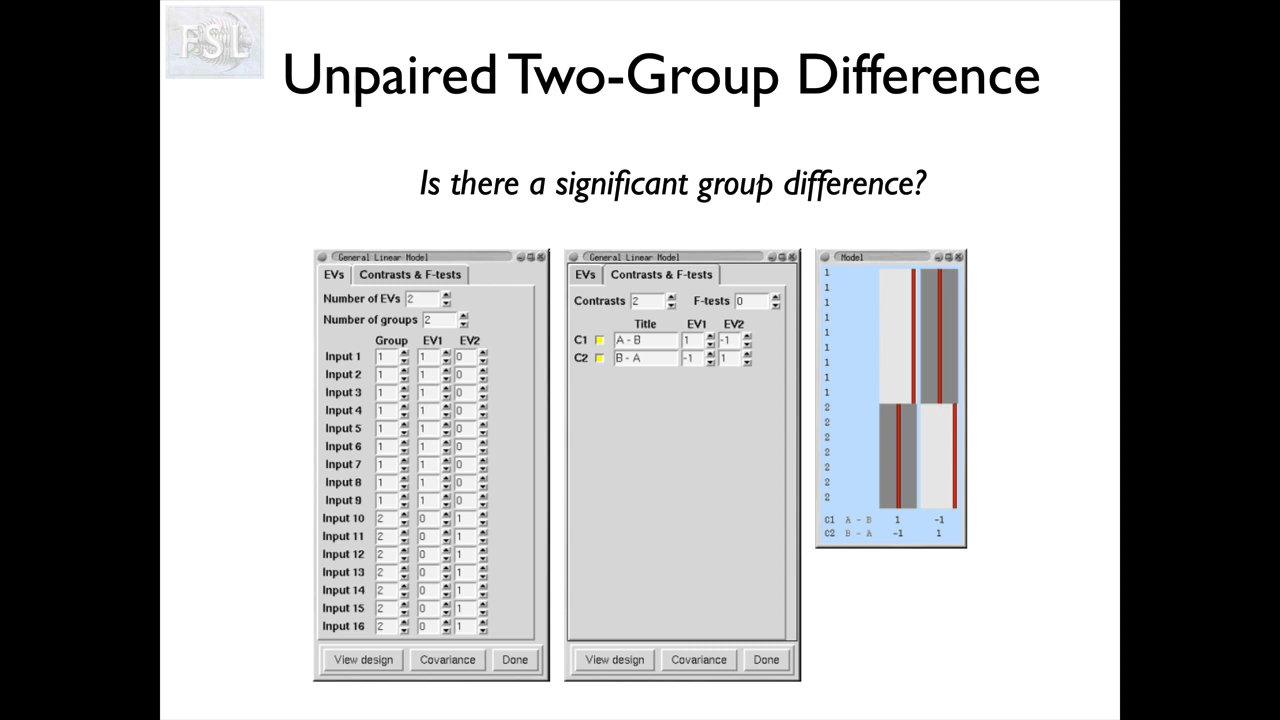 FSL
Unpaired Two-Group Difference
Is there a significant group difference?
General Linear Model
EVs Contrasts & F-tests
Number of EVs 2
Number of groups 2
Group EV1 EV2
Input 1 1 1 0
Input 2 1 1 0
Input 3 1 1 0
Input 4 1 1 0
Input 5 1 1 0
Input 6 1 1 0
Input 7 1 1 0
Input 8 1 1 0
Input 9 1 1 0
Input 10 2 0 1
Input 11 2 0 1
Input 12 2 0 1
Input 13 2 0 1
Input 14 2 0 1
Input 15 2 0 1
Input 16 2 0 1
View design Covariance Done
General Linear Model
EVs Contrasts & F-tests
Contrasts 2 F-tests 0
Title EV1 EV2
C1 A - B 1 -1
C2 B - A -1 1
View design Covariance Done
Model
1
1
1
1
1
1
1
1
1
2
2
2
2
2
2
2
C1 A - B 1 -1
C2 B - A -1 1